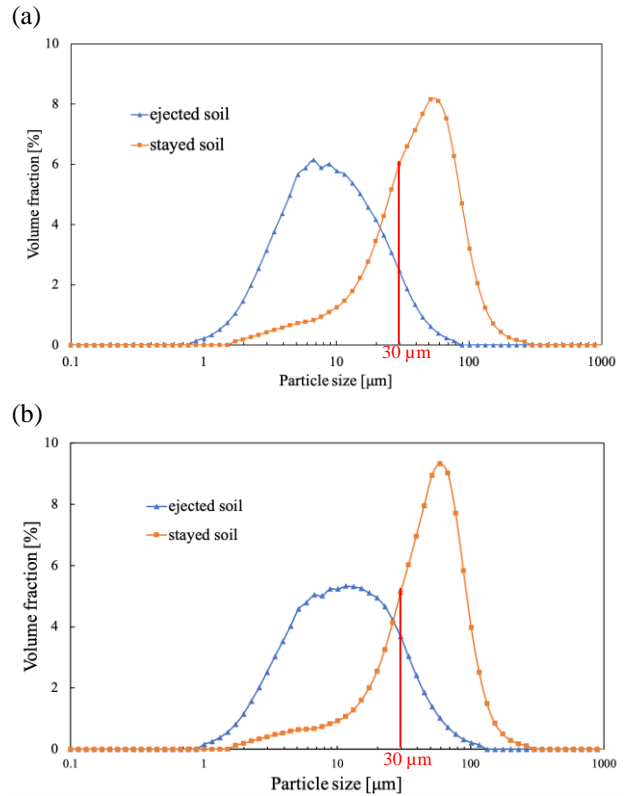 (a)
10
8
6
4
2
0
Volume fraction [%]
ejected soil
stayed soil
0.1
1
10
100
1000
30 µm
Particle size [µm]
(b)
10
8
6
4
2
0
Volume fraction [%]
ejected soil
stayed soil
0.1
1
10
100
1000
30 µm
Particle size [µm]